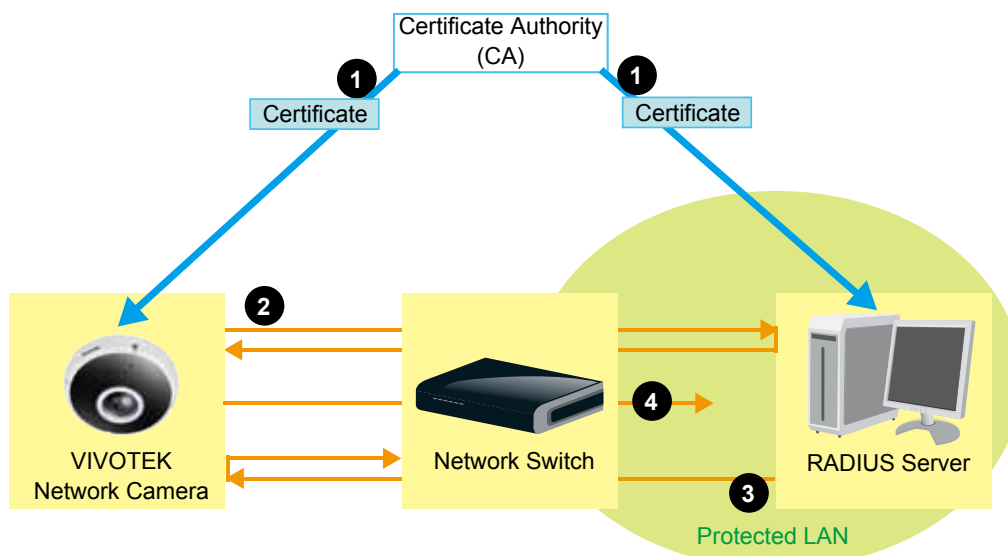 Certificate Authority
(CA)
1
1
Certificate
Certificate
2
4
VIVOTEK
Network Camera
Network Switch
RADIUS Server
3
Protected LAN